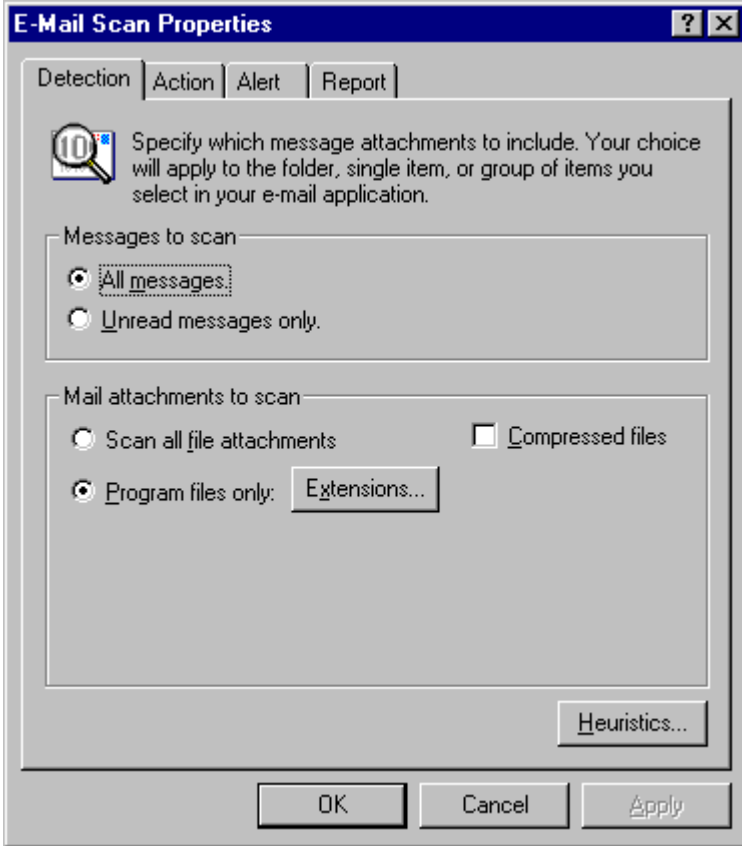 E-Mail Scan Properties
Detection Action Alert Report
Specify which message attachments to include. Your choice
will apply to the folder, single item, or group of items you
select in your e-mail application.
Messages to scan
All messages.
Unread messages only.
Mail attachments to scan
Scan all file attachments Compressed files
Program files only: Extensions...
Heuristics...
OK Cancel Apply